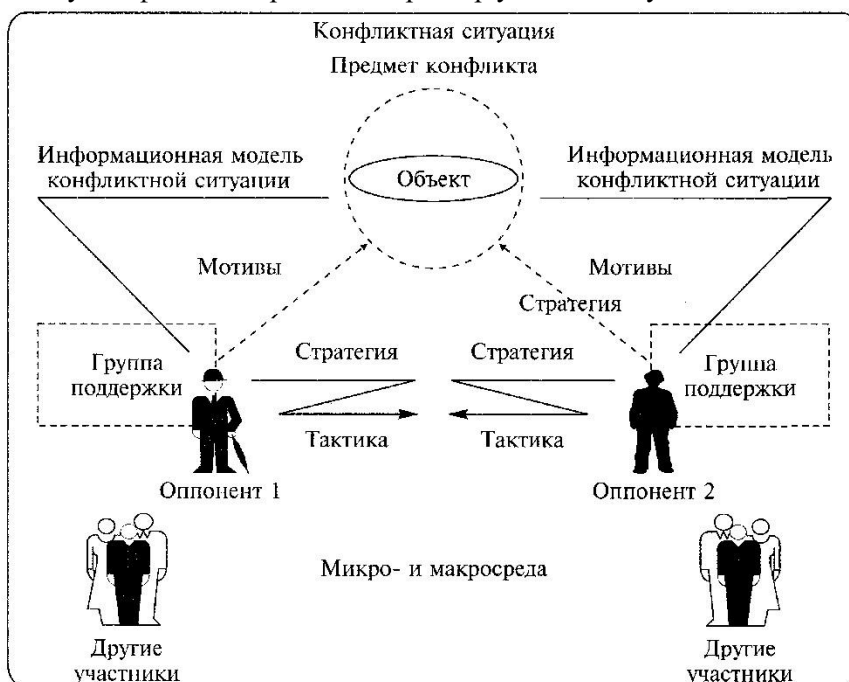 Конфликтная ситуация
Предмет конфликта
Информационная модель
конфликтной ситуации
Информационная модель
конфликтной ситуации
Объект
Мотивы
Мотивы
Стратегия
Группа
поддержки
Стратегия
Стратегия
Группа
поддержки
Тактика
Тактика
Оппонент 1
Оппонент 2
Микро- и макросреда
Другие
участники
Другие
участники